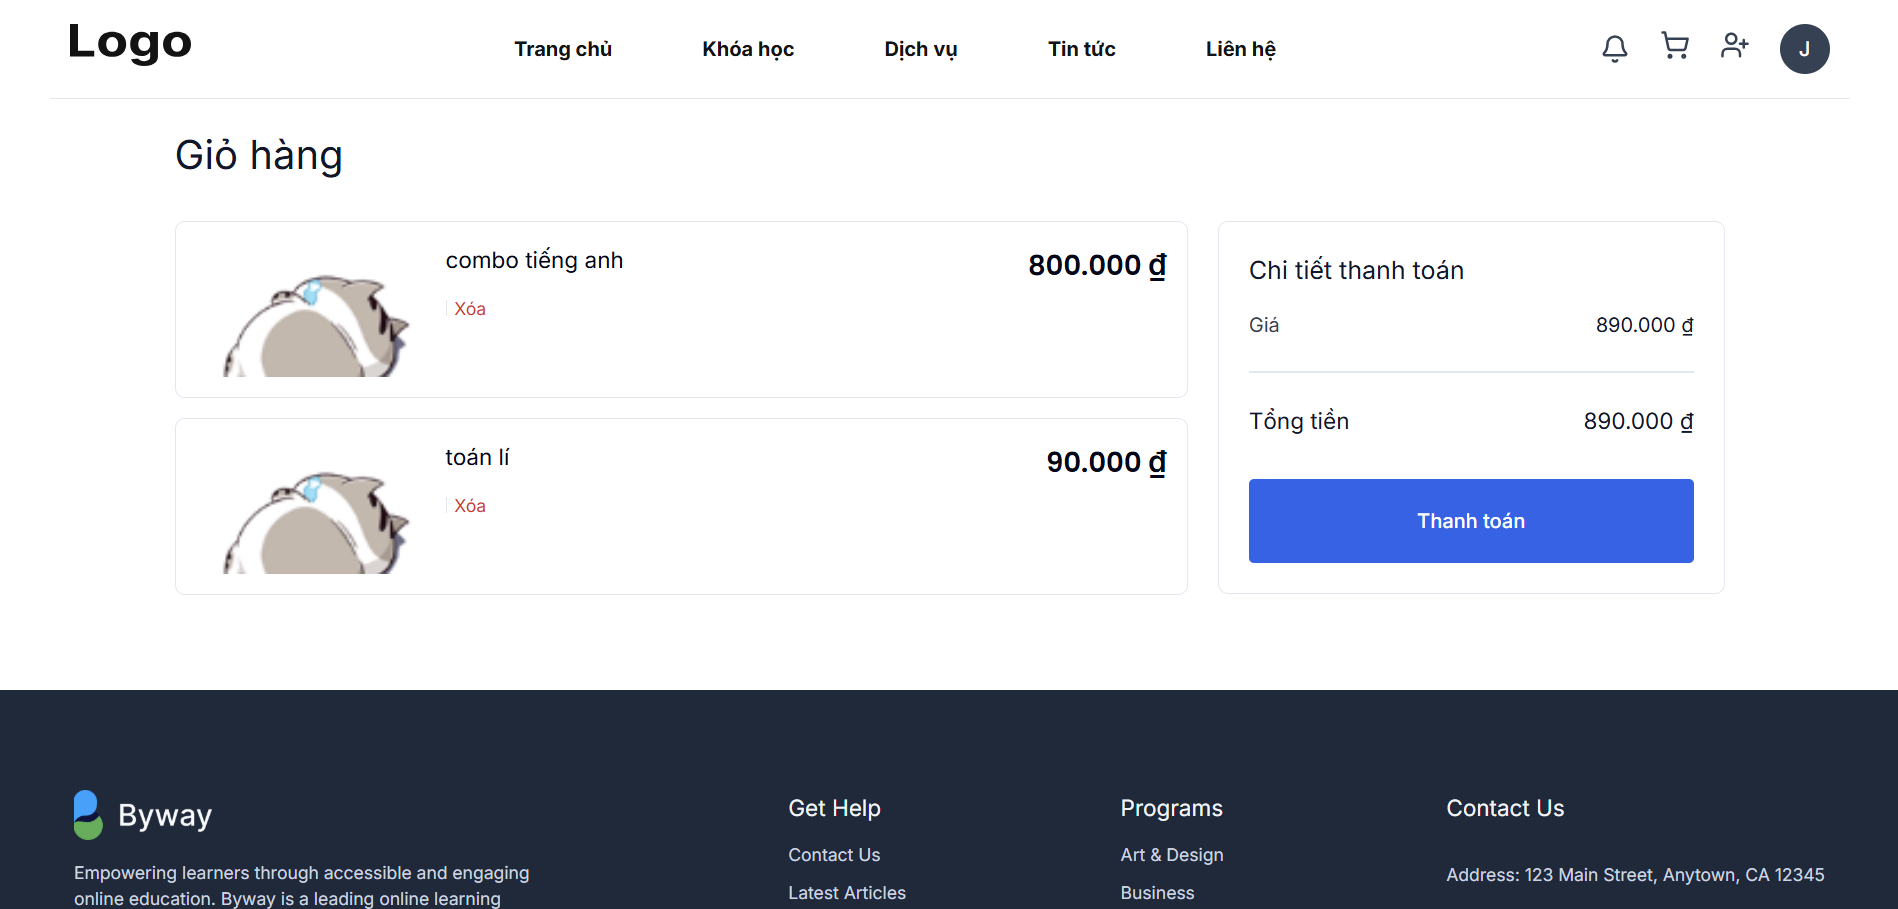 Logo
Trang chủ
Khóa học
Dịch vụ
Tin tức
Liên hệ
J
Giỏ hàng
combo tiếng anh
800.000 ₫
Xóa
toán lí
90.000 ₫
Xóa
Chi tiết thanh toán
Giá 890.000 ₫
Tổng tiền 890.000 ₫
Thanh toán
Byway
Empowering learners through accessible and engaging
online education. Byway is a leading online learning
Get Help
Contact Us
Latest Articles
Programs
Art & Design
Business
Contact Us
Address: 123 Main Street, Anytown, CA 12345